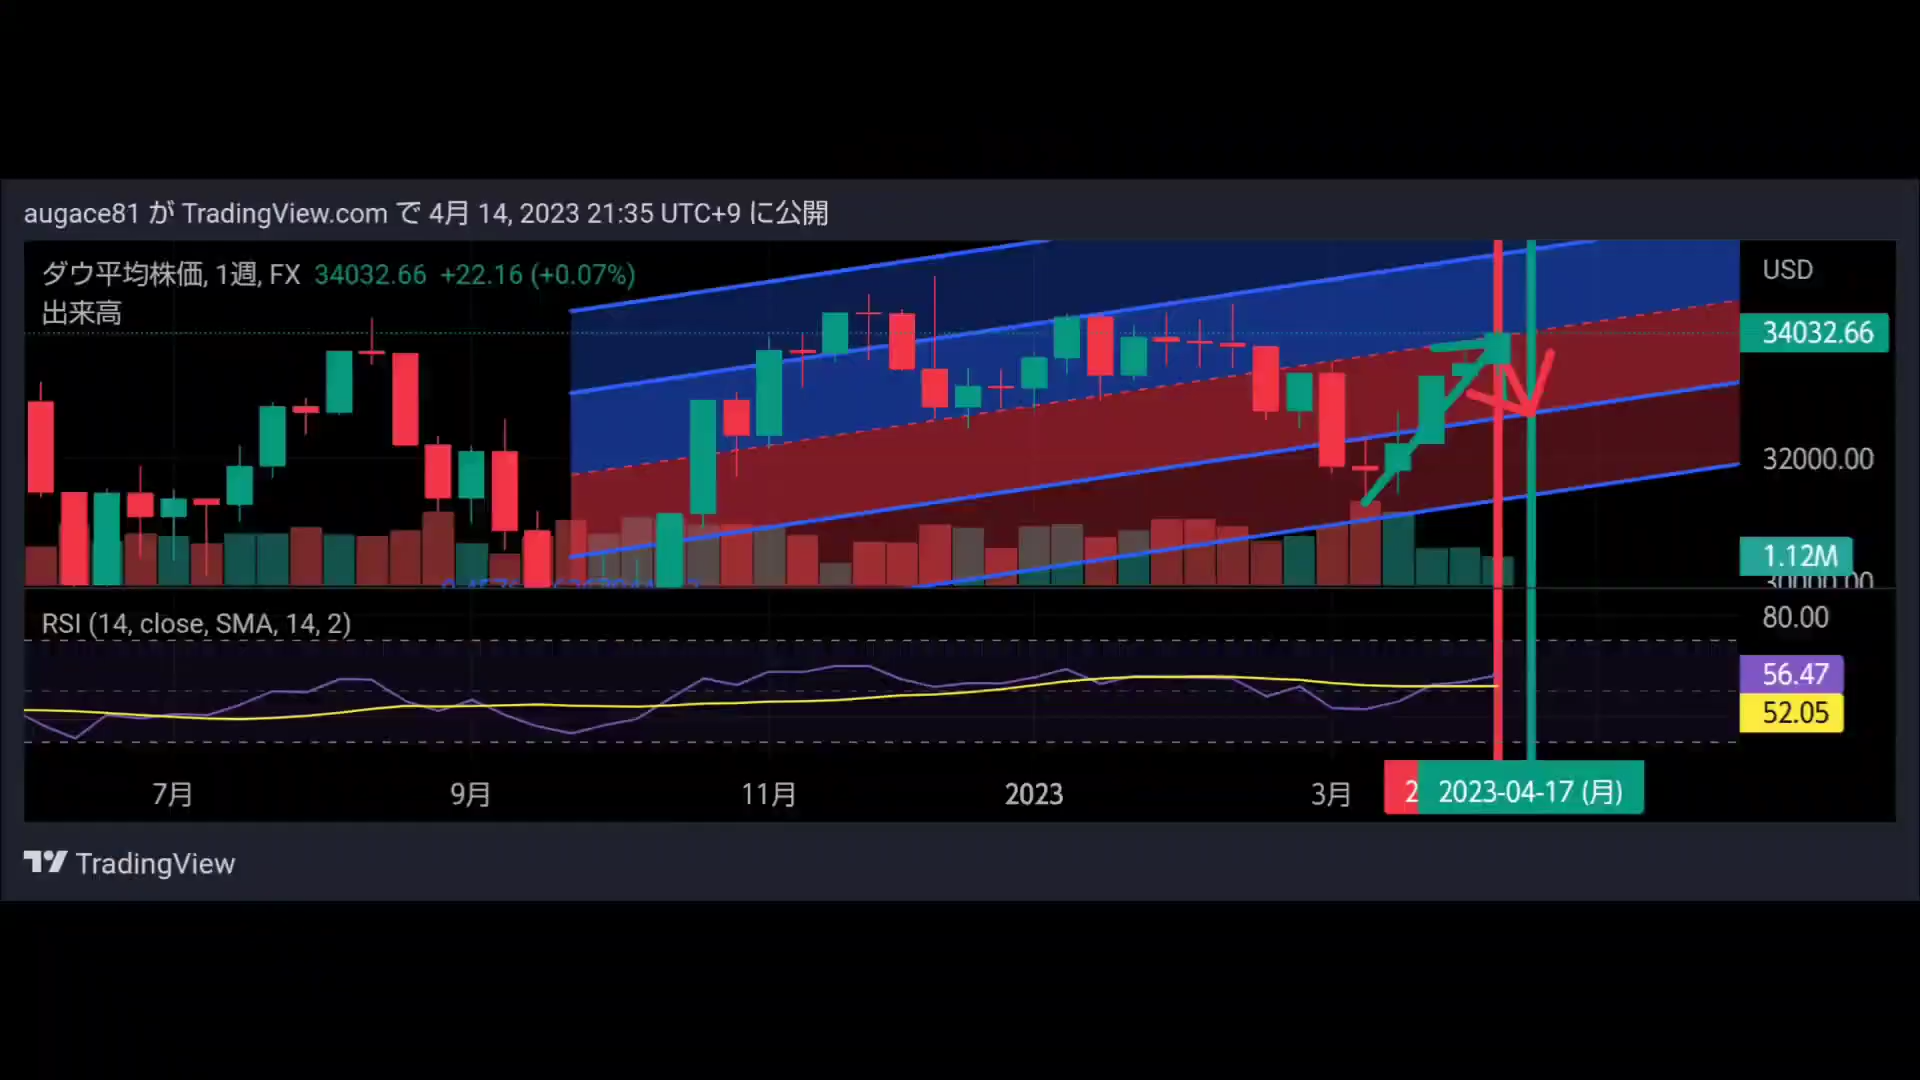 augace81 が TradingView.com で 4月 14, 2023 21:35 UTC+9 に公開
ダウ平均株価, 1週, FX 34032.66 +22.16 (+0.07%)
出来高
USD
34032.66
32000.00
1.12M
30000.00
RSI (14, close, SMA, 14, 2)
80.00
56.47
52.05
7月 9月 11月 2023 3月 2 2023-04-17 (月)
TradingView